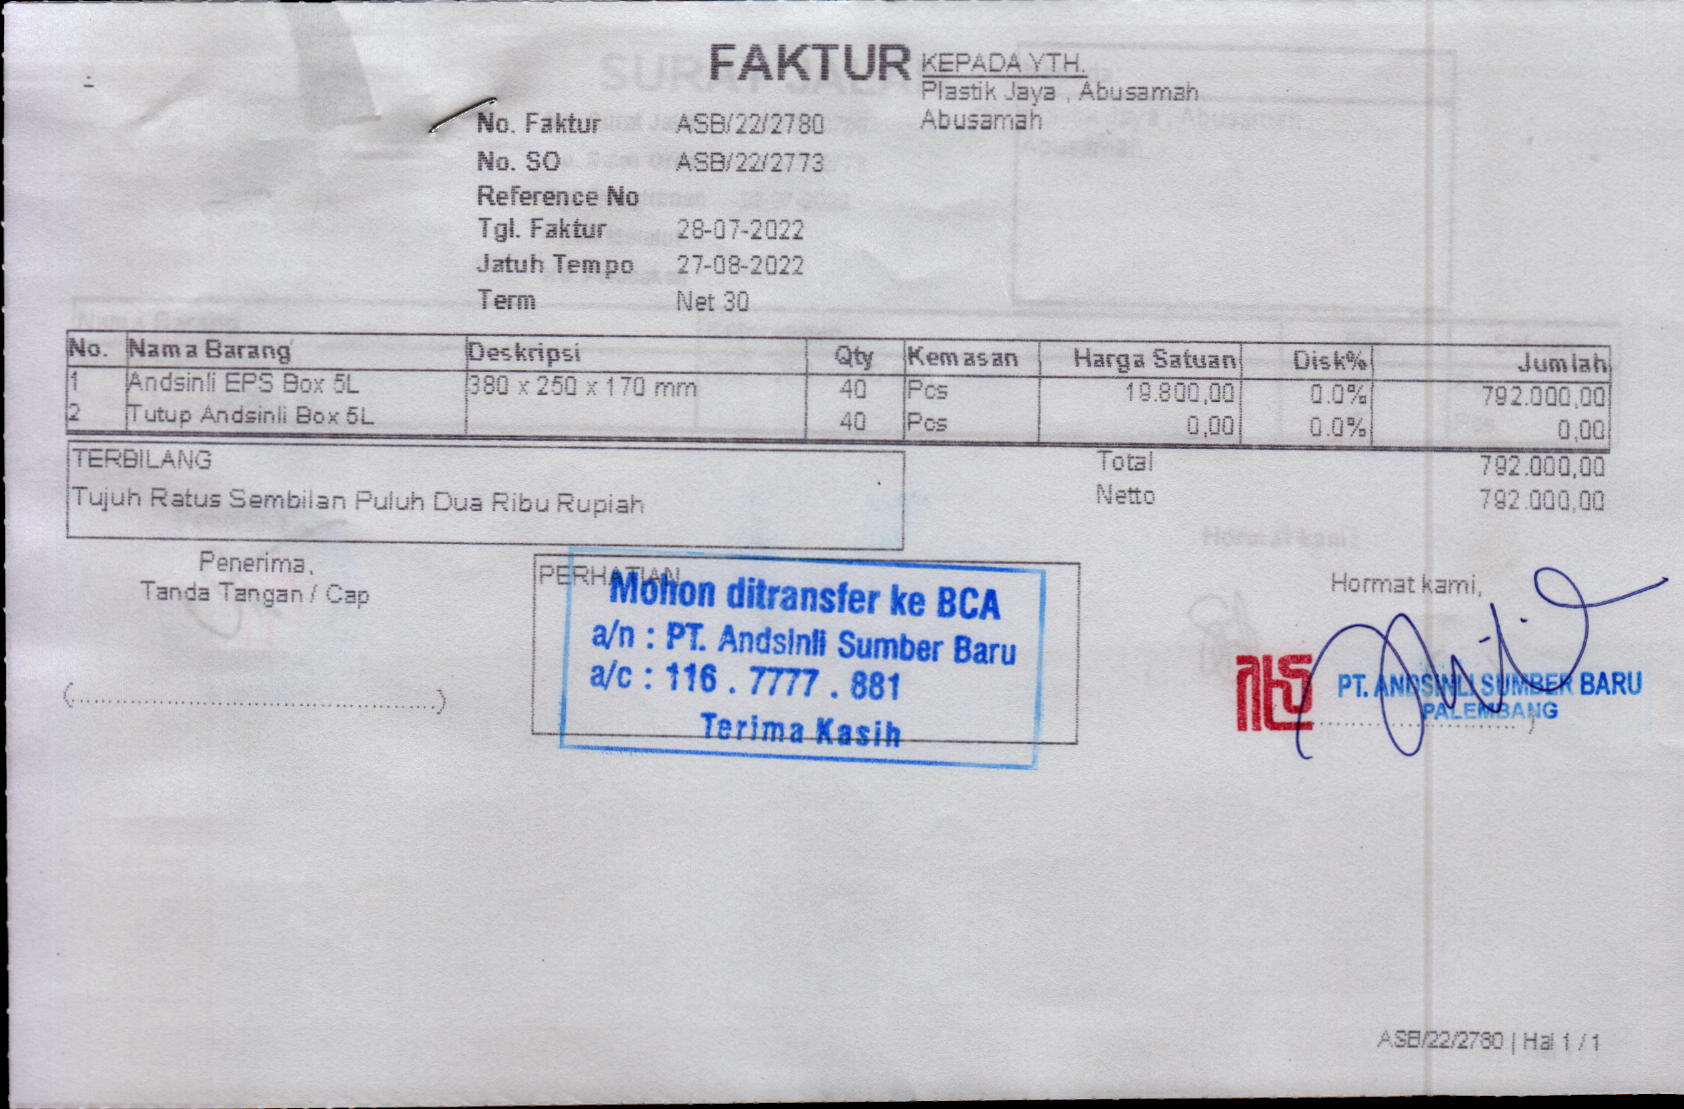 FAKTUR
KEPADA YTH.
Plastik Jaya , Abusamah
Abusamah
No. Faktur ASB/22/2780
No. SO ASB/22/2773
Reference No
Tgl. Faktur 28-07-2022
Jatuh Tempo 27-08-2022
Term Net 30
No. Nama Barang Deskripsi Qty Kemasan Harga Satuan Disk% Jumlah
1 Andsinli EPS Box 5L 380 x 250 x 170 mm 40 Pcs 19.800,00 0.0% 792.000,00
2 Tutup Andsinli Box 5L 40 Pcs 0,00 0.0% 0,00
TERBILANG
Tujuh Ratus Sembilan Puluh Dua Ribu Rupiah
Total 792.000,00
Netto 792.000,00
Penerima,
Tanda Tangan / Cap
(...........................................................)
PERHATIAN
Mohon ditransfer ke BCA
a/n : PT. Andsinli Sumber Baru
a/c : 116 . 7777 . 881
Terima Kasih
Hormat kami,
PT. ANDSINLI SUMBER BARU
PALEMBANG
ASB/22/2780 | Hal 1 / 1